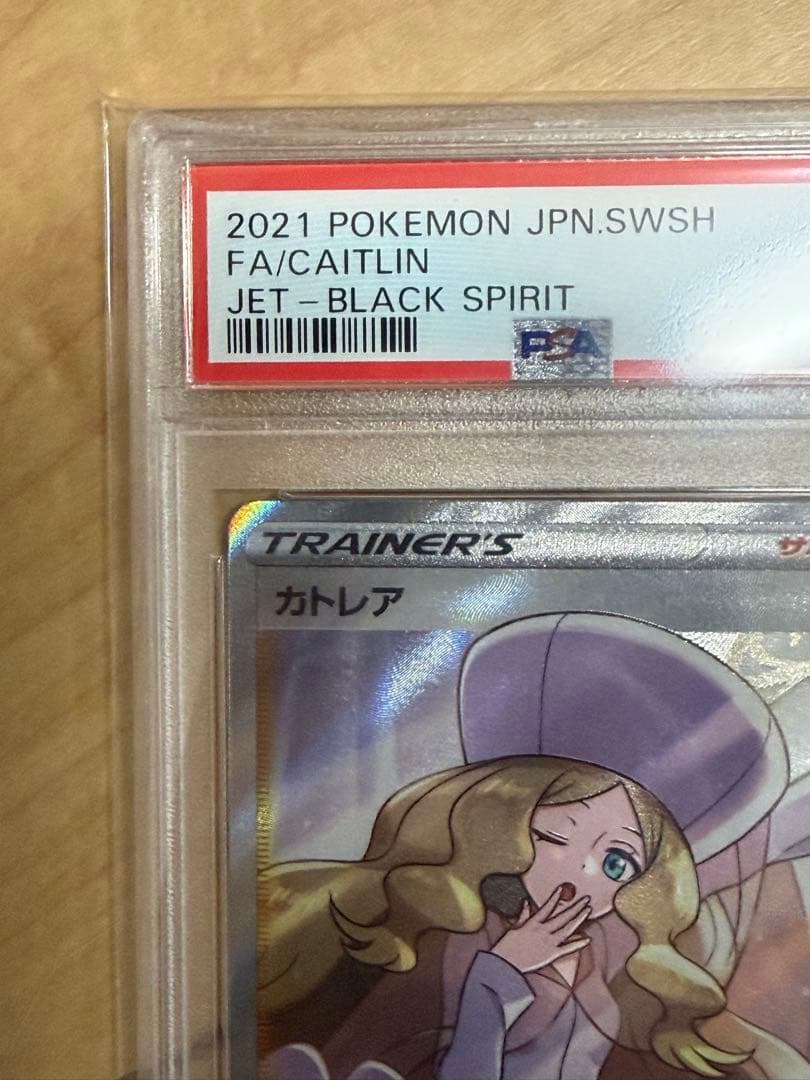 2021 POKEMON JPN.SWSH
FA/CAITLIN
JET-BLACK SPIRIT
PSA
TRAINER'S
カトレア